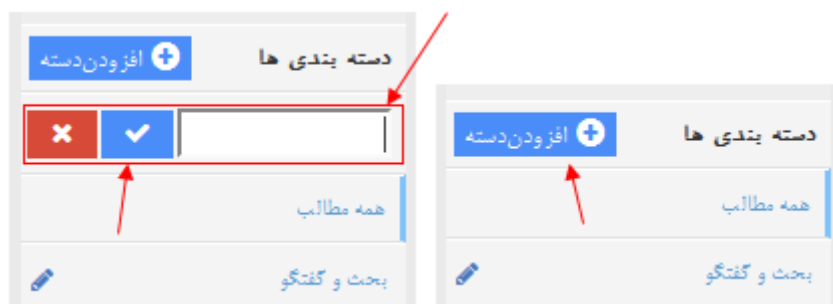 دسته بندی ها
افزودن‌دسته
همه مطالب
بحث و گفتگو
دسته بندی ها
افزودن‌دسته
همه مطالب
بحث و گفتگو